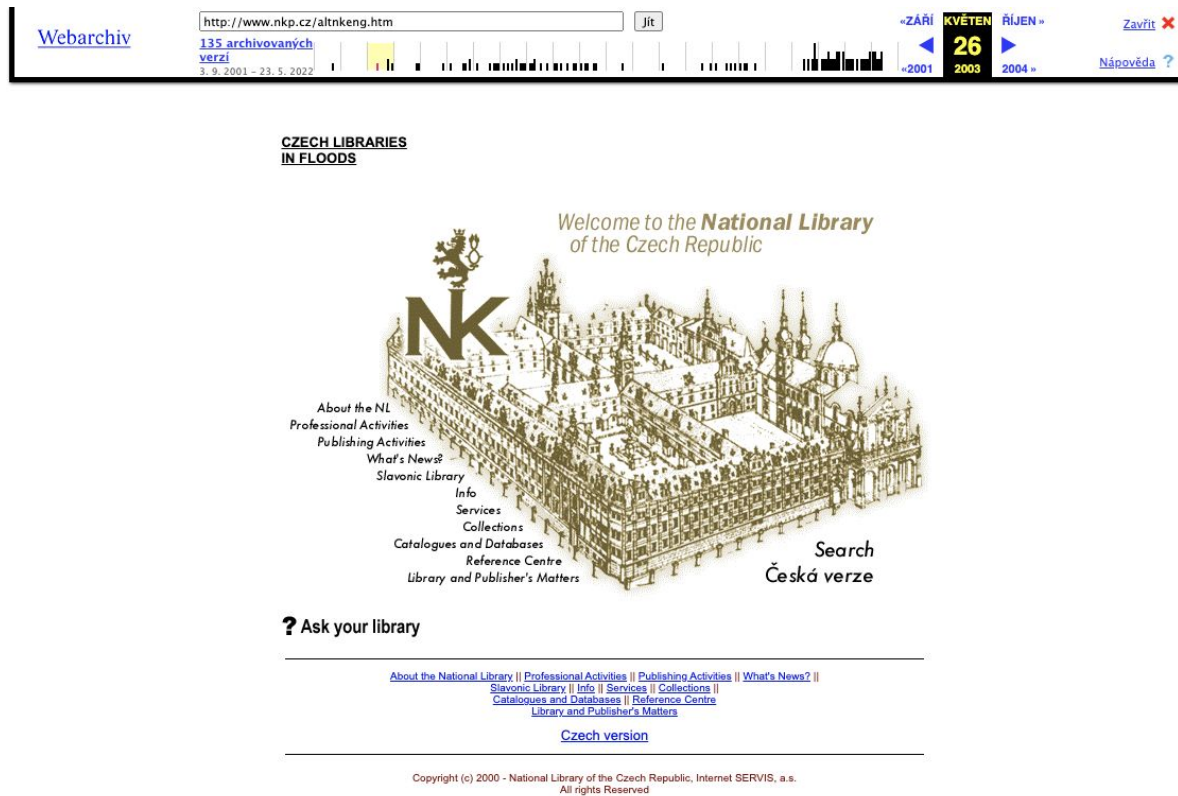 Webarchiv
http://www.nkp.cz/altnkeng.htm
Jít
135 archivovaných
verzí
3. 9. 2001 – 23. 5. 2022
«ZÁŘÍ KVĚTEN ŘÍJEN »
26
«2001 2003 2004 »
Zavřít
Nápověda ?
CZECH LIBRARIES
IN FLOODS
Welcome to the National Library
of the Czech Republic
NK
About the NL
Professional Activities
Publishing Activities
What's News?
Slavonic Library
Info
Services
Collections
Catalogues and Databases
Reference Centre
Library and Publisher's Matters
Search
Česká verze
? Ask your library
About the National Library || Professional Activities || Publishing Activities || What's News? ||
Slavonic Library || Info || Services || Collections ||
Catalogues and Databases || Reference Centre
Library and Publisher's Matters
Czech version
Copyright (c) 2000 - National Library of the Czech Republic, Internet SERVIS, a.s.
All rights Reserved